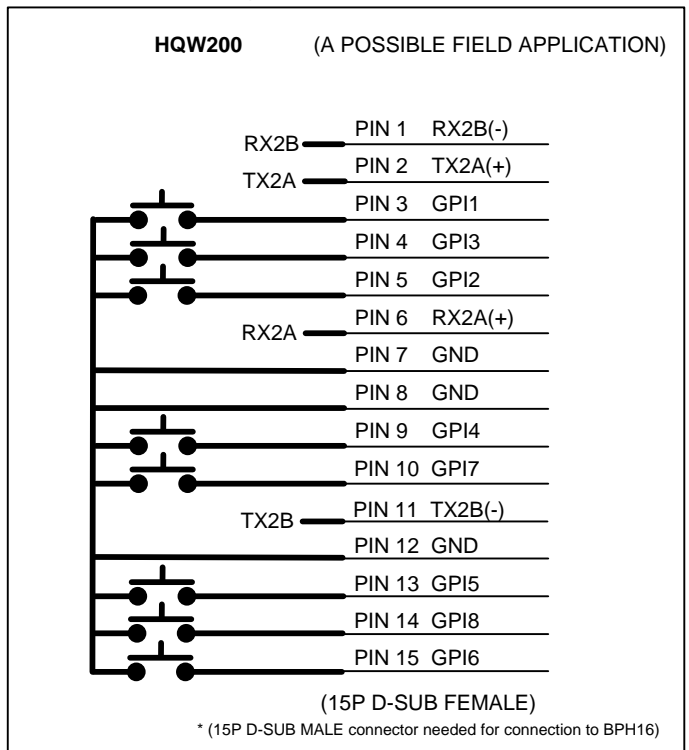 HQW200 (A POSSIBLE FIELD APPLICATION)
RX2B PIN 1 RX2B(-)
TX2A PIN 2 TX2A(+)
PIN 3 GPI1
PIN 4 GPI3
PIN 5 GPI2
RX2A PIN 6 RX2A(+)
PIN 7 GND
PIN 8 GND
PIN 9 GPI4
PIN 10 GPI7
TX2B PIN 11 TX2B(-)
PIN 12 GND
PIN 13 GPI5
PIN 14 GPI8
PIN 15 GPI6
(15P D-SUB FEMALE)
* (15P D-SUB MALE connector needed for connection to BPH16)